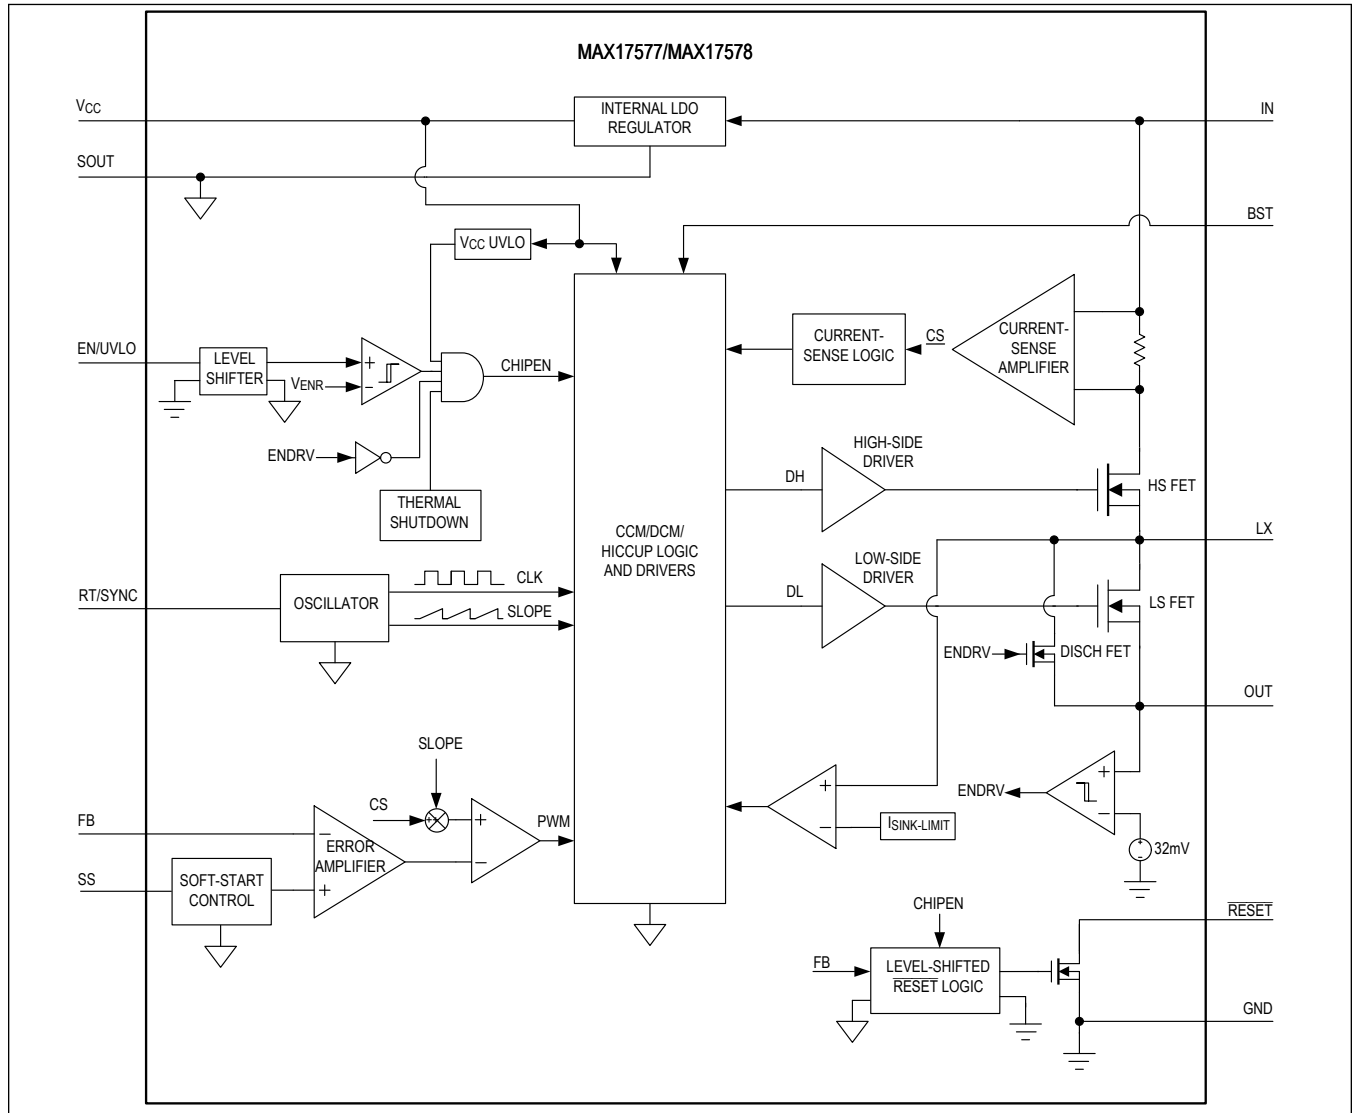 MAX17577/MAX17578
VCC
INTERNAL LDO
REGULATOR
IN
SOUT
BST
VCC UVLO
EN/UVLO
LEVEL
SHIFTER
VENR
CHIPEN
CURRENT-
SENSE LOGIC
CS
CURRENT-
SENSE
AMPLIFIER
ENDRV
THERMAL
SHUTDOWN
HIGH-SIDE
DRIVER
DH
HS FET
CCM/DCM/
HICCUP LOGIC
AND DRIVERS
LX
LOW-SIDE
DRIVER
DL
LS FET
RT/SYNC
OSCILLATOR
CLK
SLOPE
ENDRV
DISCH FET
OUT
SLOPE
CS
FB
ERROR
AMPLIFIER
PWM
ENDRV
ISINK-LIMIT
32mV
SS
SOFT-START
CONTROL
CHIPEN
RESET
FB
LEVEL-SHIFTED
RESET LOGIC
GND